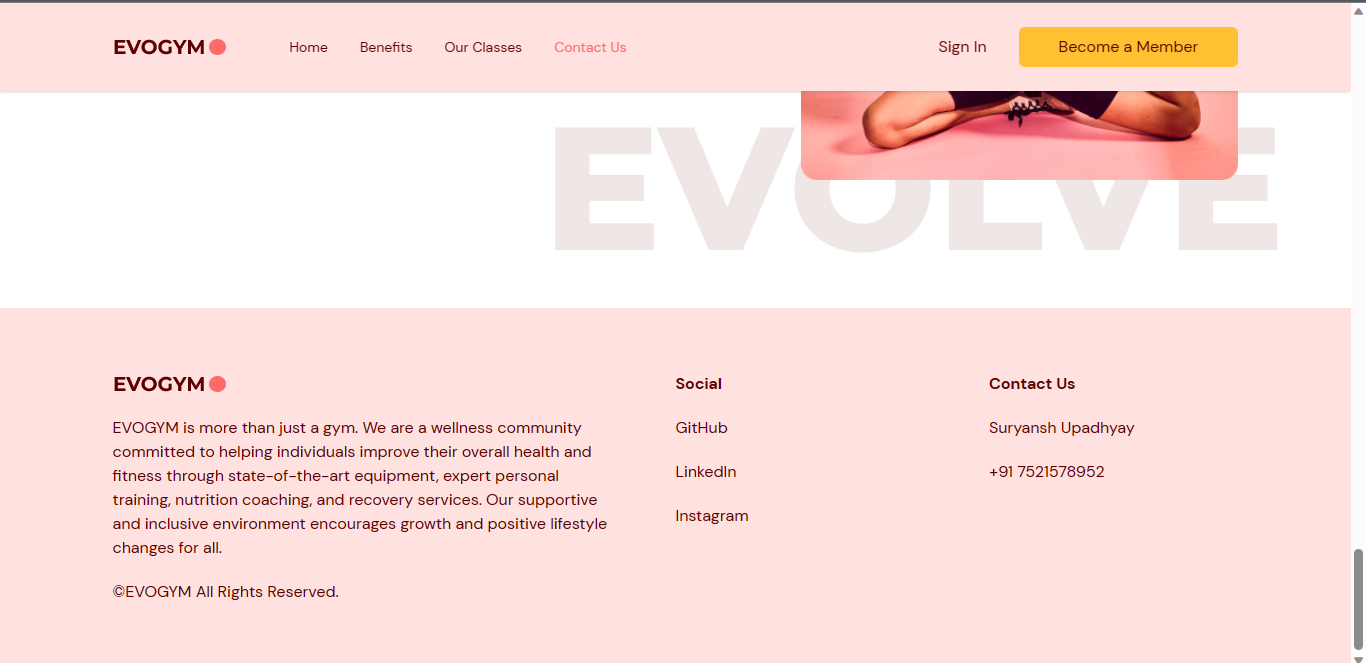 EVOGYM
Home
Benefits
Our Classes
Contact Us
Sign In
Become a Member
EVOLVE
EVOGYM
EVOGYM is more than just a gym. We are a wellness community
committed to helping individuals improve their overall health and
fitness through state-of-the-art equipment, expert personal
training, nutrition coaching, and recovery services. Our supportive
and inclusive environment encourages growth and positive lifestyle
changes for all.
©EVOGYM All Rights Reserved.
Social
GitHub
LinkedIn
Instagram
Contact Us
Suryansh Upadhyay
+91 7521578952